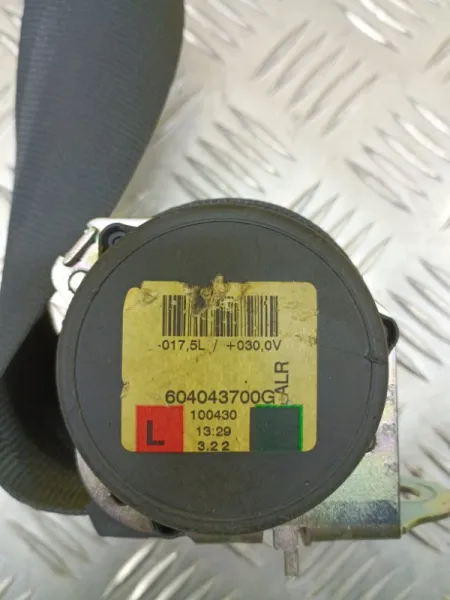 -017,5L / +030,0V
604043700G
ALR
100430
L
13:29
3.2 2